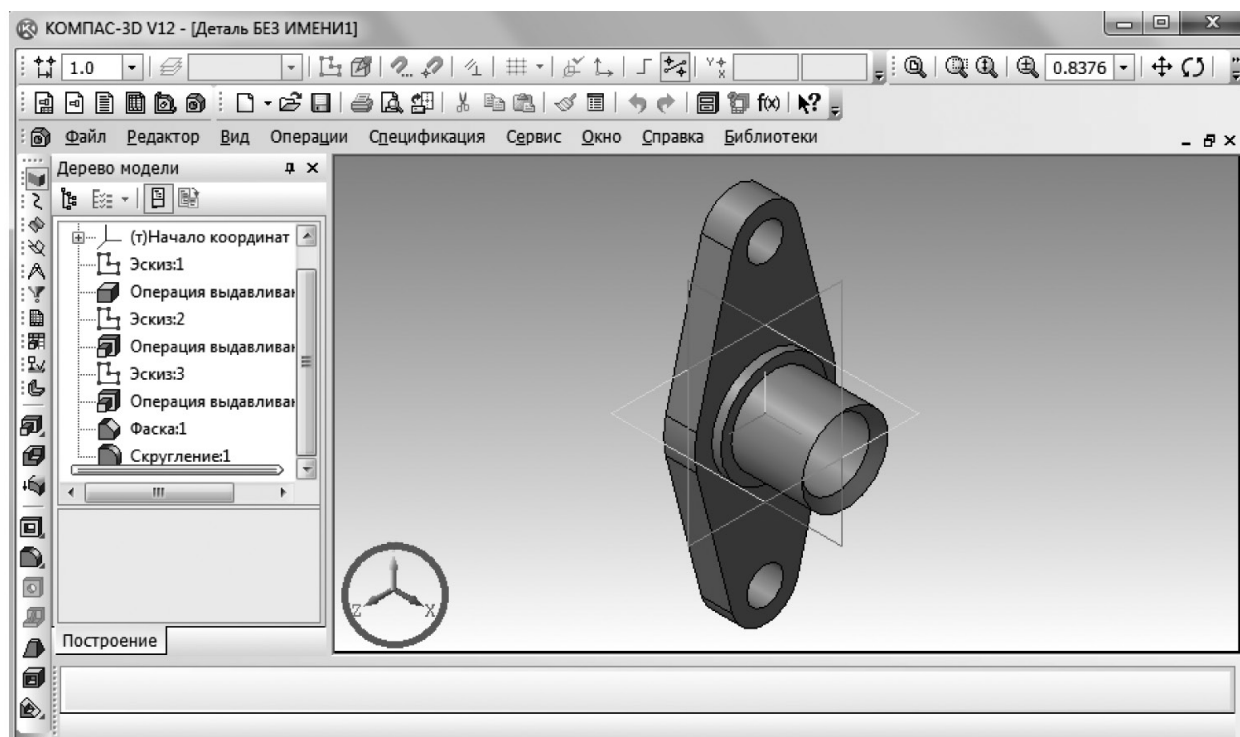 КОМПАС-3D V12 - [Деталь БЕЗ ИМЕНИ1]
1.0 0.8376
f(x)
Файл Редактор Вид Операции Спецификация Сервис Окно Справка Библиотеки
Дерево модели
(т)Начало координат
Эскиз:1
Операция выдавливан
Эскиз:2
Операция выдавливан
Эскиз:3
Операция выдавливан
Фаска:1
Скругление:1
Z X
Построение